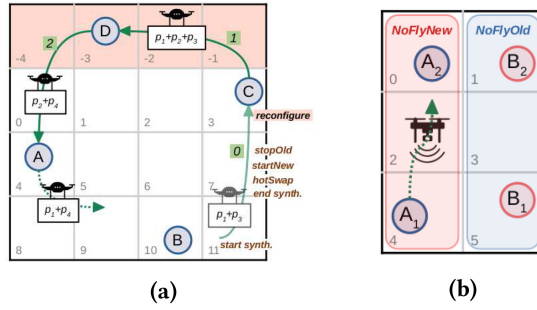 2
D
p1+p2+p3
1
-4
-3
-2
-1
p2+p4
C
reconfigure
0
1
2
3
A
0
stopOld
startNew
hotSwap
end synth.
4
5
6
7
p1+p4
p1+p3
B
start synth.
8
9
10
11
(a)
NoFlyNew
NoFlyOld
A2
B2
0
1
2
3
A1
B1
4
5
(b)